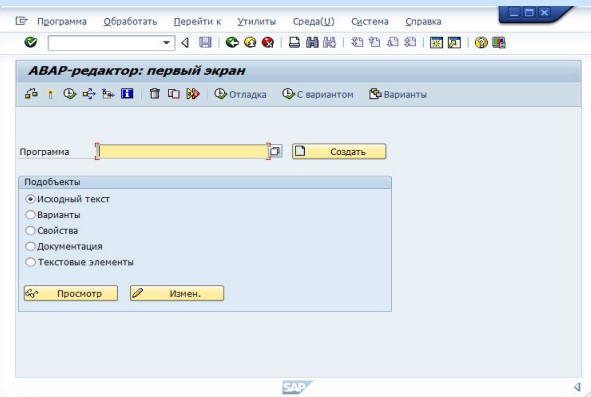 Программа Обработать Перейти к Утилиты Среда(U) Система Справка
ABAP-редактор: первый экран
Отладка С вариантом Варианты
Программа Создать
Подобъекты
Исходный текст
Варианты
Свойства
Документация
Текстовые элементы
Просмотр Измен.
SAP